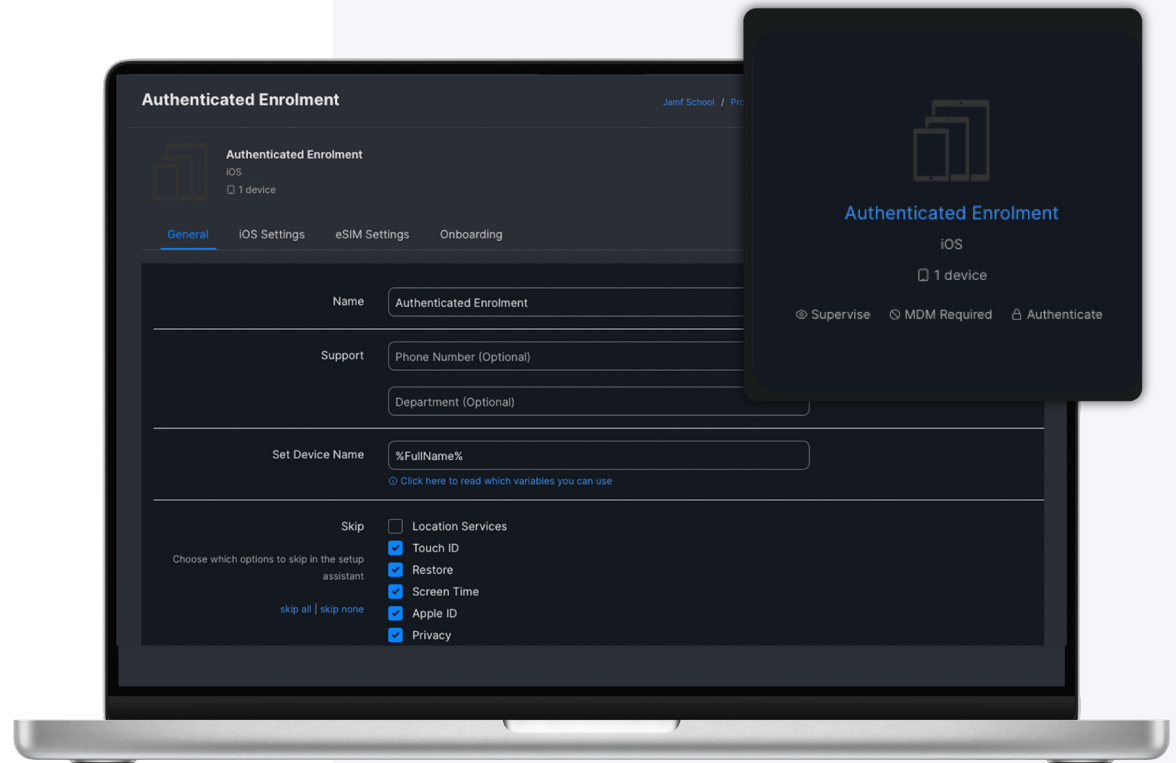 Authenticated Enrolment
Jamf School /
Authenticated Enrolment
iOS
1 device
General iOS Settings eSIM Settings Onboarding
Name Authenticated Enrolment
Support Phone Number (Optional)
Department (Optional)
Set Device Name %FullName%
Click here to read which variables you can use
Skip
Choose which options to skip in the setup
assistant
skip all | skip none
Location Services
Touch ID
Restore
Screen Time
Apple ID
Privacy
Authenticated Enrolment
iOS
1 device
Supervise MDM Required Authenticate